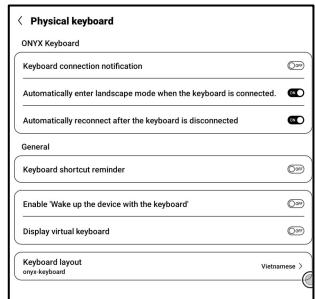 Physical keyboard
ONYX Keyboard
Keyboard connection notification OFF
Automatically enter landscape mode when the keyboard is connected. ON
Automatically reconnect after the keyboard is disconnected ON
General
Keyboard shortcut reminder OFF
Enable 'Wake up the device with the keyboard' OFF
Display virtual keyboard OFF
Keyboard layout
onyx-keyboard
Vietnamese